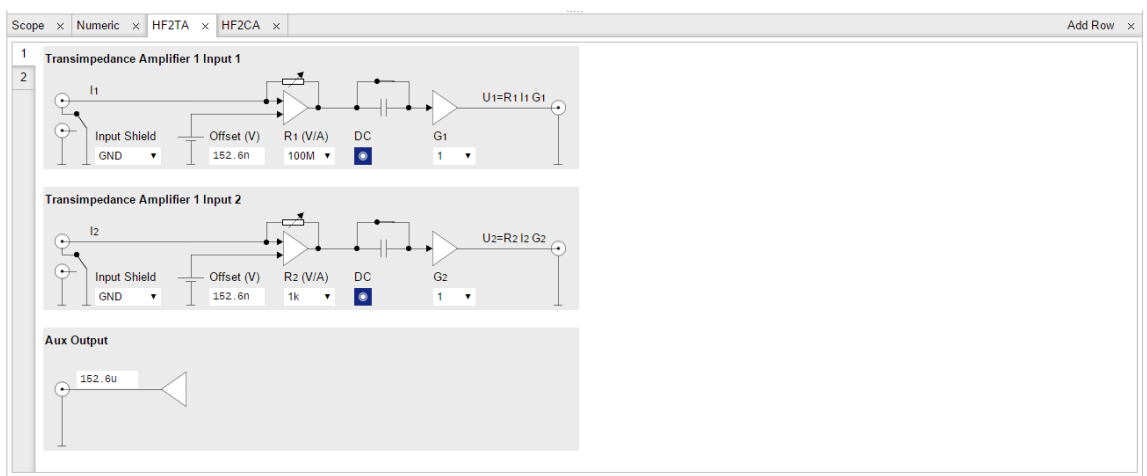 Scope × Numeric × HF2TA × HF2CA × Add Row ×
1
2
Transimpedance Amplifier 1 Input 1
I1
U1=R1 I1 G1
Input Shield Offset (V) R1 (V/A) DC G1
GND ▼ 152.6n 100M ▼ 1 ▼
Transimpedance Amplifier 1 Input 2
I2
U2=R2 I2 G2
Input Shield Offset (V) R2 (V/A) DC G2
GND ▼ 152.6n 1k ▼ 1 ▼
Aux Output
152.6u